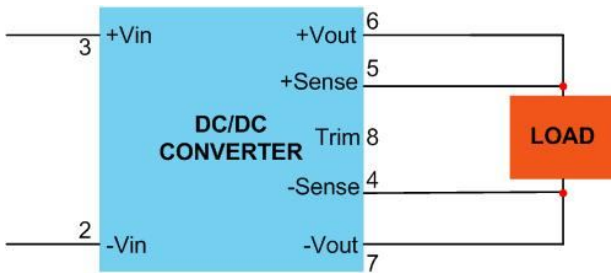 6
+Vin +Vout
3
5
+Sense
DC/DC
CONVERTER
Trim 8
LOAD
4
-Sense
2
-Vin -Vout
7